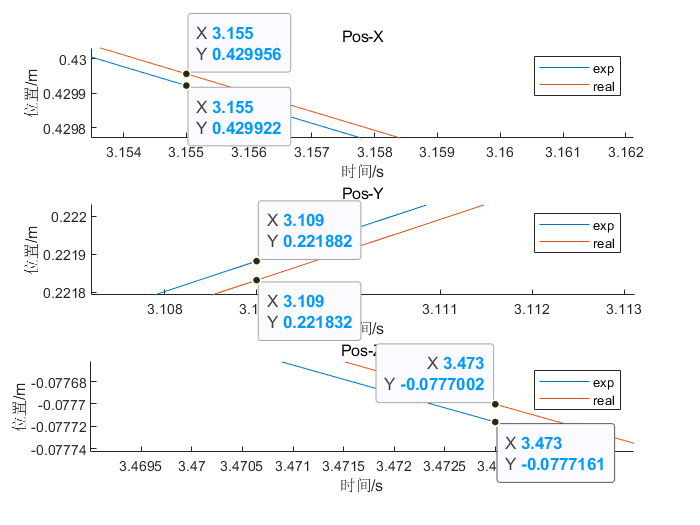 Pos-X
X 3.155
Y 0.429956
X 3.155
Y 0.429922
0.43
0.4299
0.4298
位置/m
exp
real
3.154
3.155
3.156
3.157
3.158
3.159
3.16
3.161
3.162
时间/s
Pos-Y
X 3.109
Y 0.221882
X 3.109
Y 0.221832
0.222
0.2219
0.2218
位置/m
exp
real
3.108
3.111
3.112
3.113
间/s
X 3.473
Y -0.0777002
X 3.473
Y -0.0777161
-0.07768
-0.0777
-0.07772
-0.07774
位置/m
exp
real
3.4695
3.47
3.4705
3.471
3.4715
3.472
3.4725
时间/s